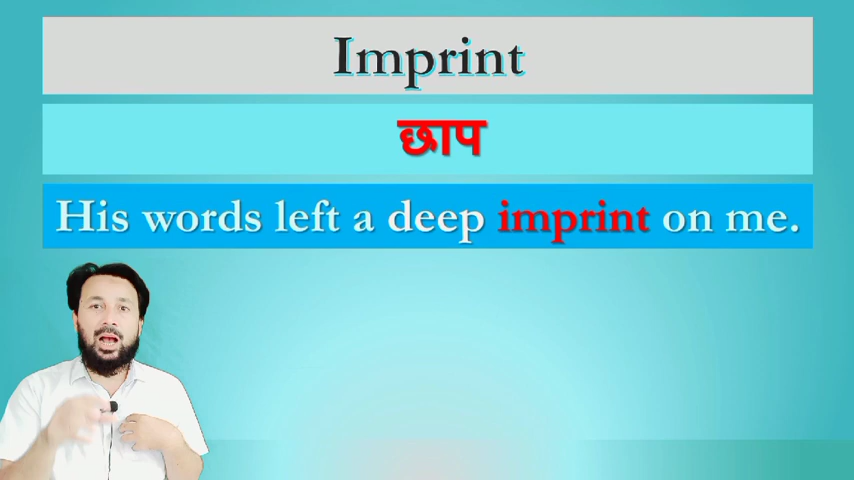 Imprint
छाप
His words left a deep imprint on me.